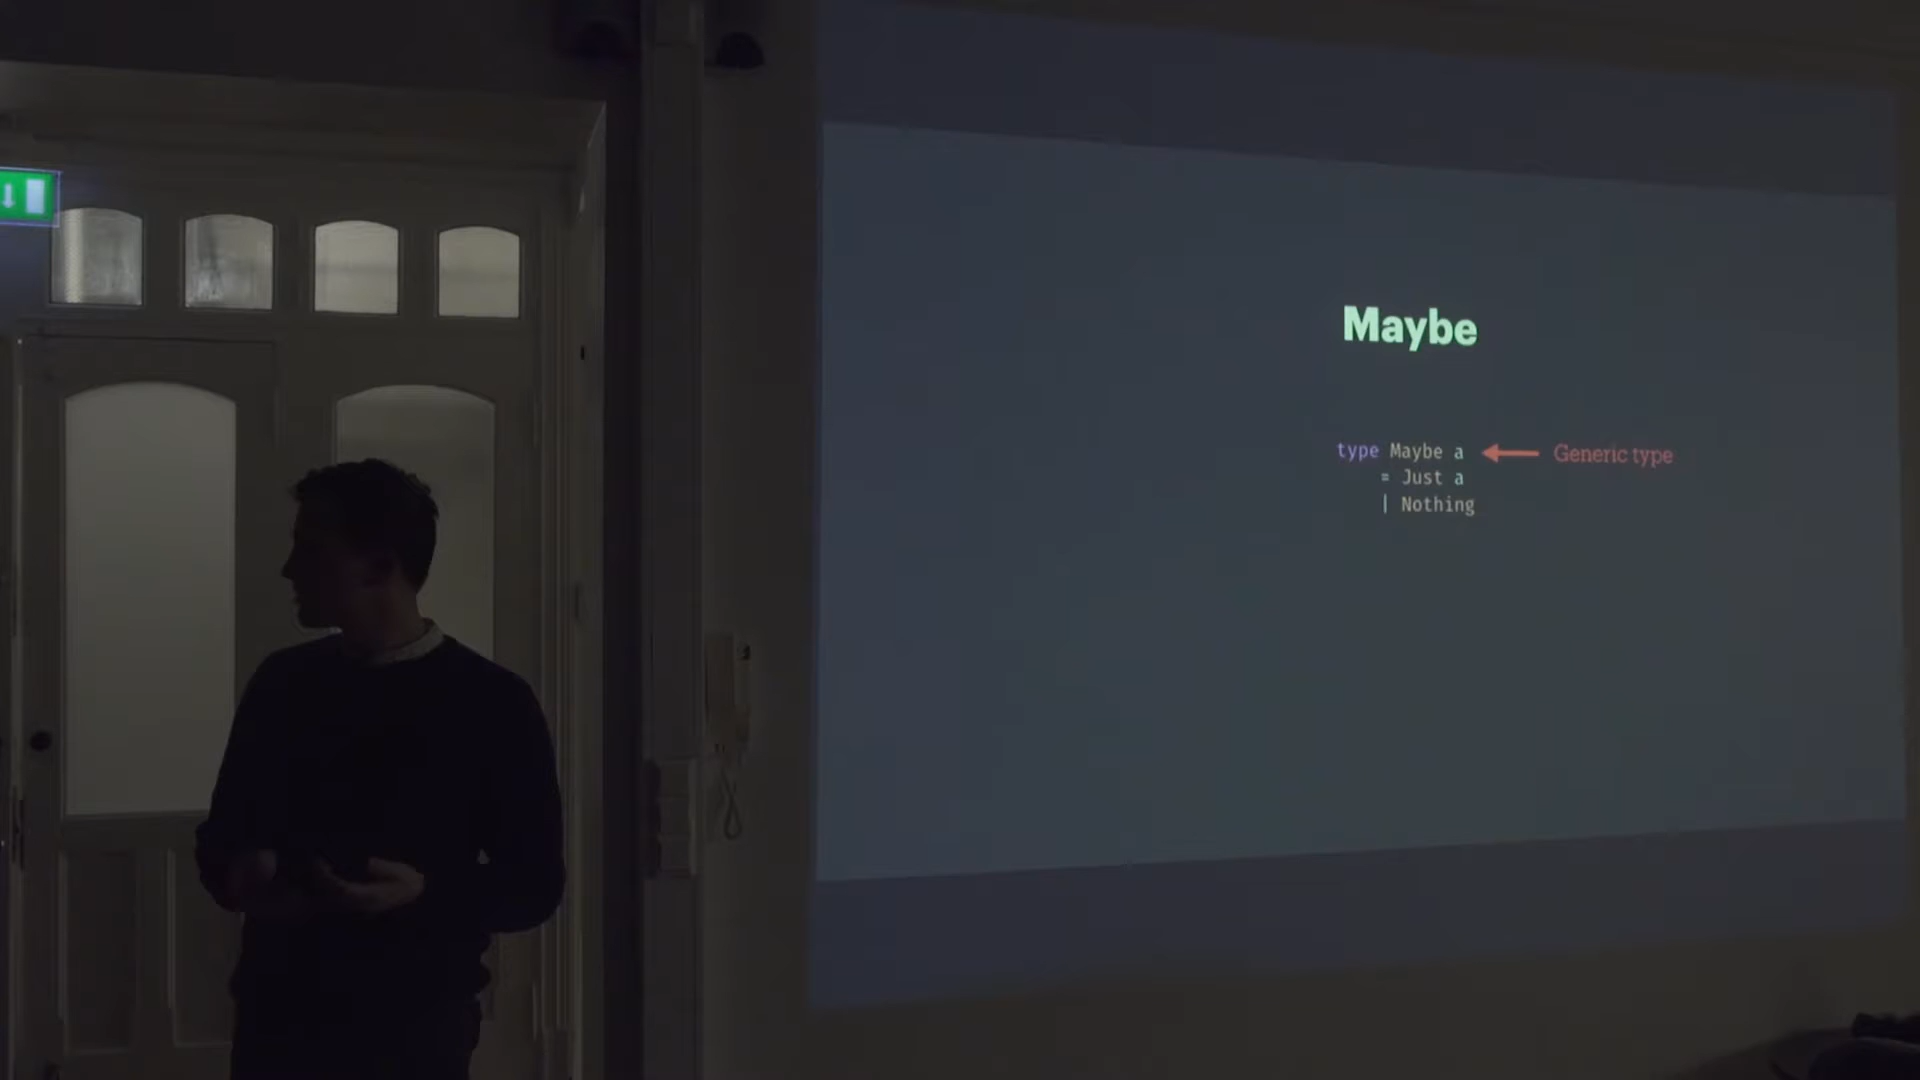 Maybe
type Maybe a
= Just a
| Nothing
Generic type